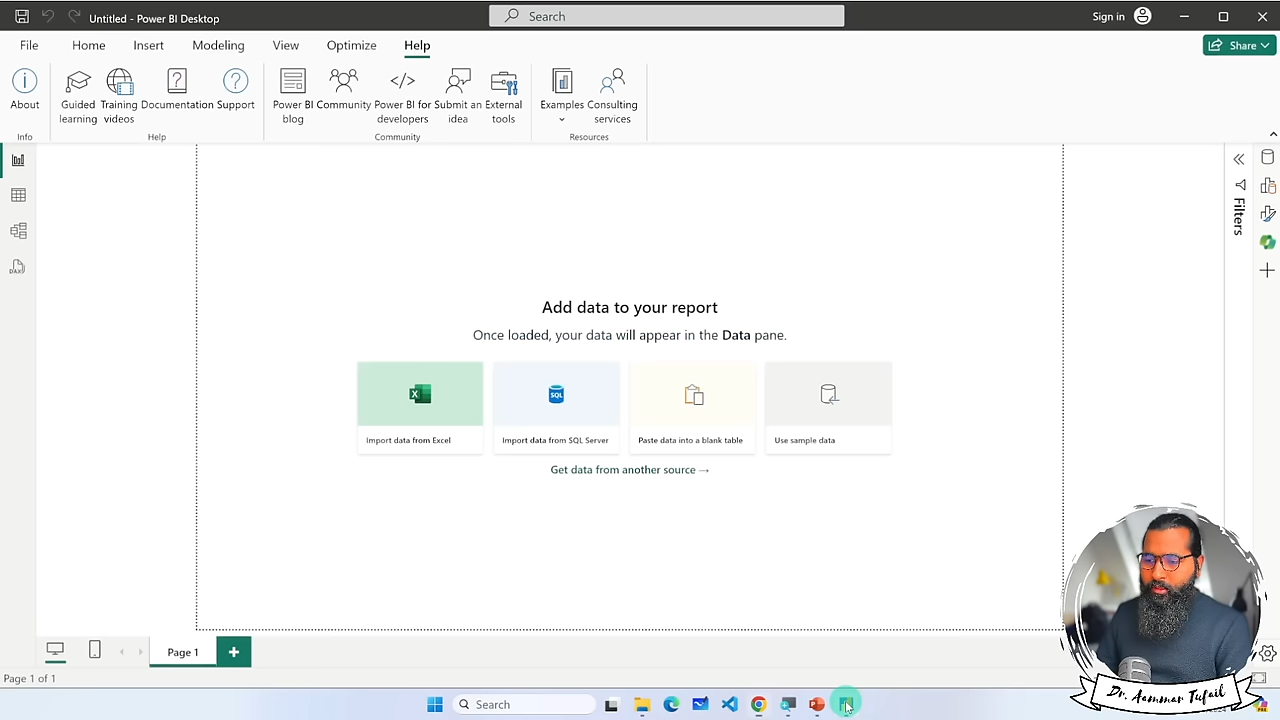 Untitled - Power BI Desktop
Search
Sign in
File
Home
Insert
Modeling
View
Optimize
Help
Share
About
Guided learning
Training videos
Documentation
Support
Power BI blog
Community
Power BI for developers
Submit an idea
External tools
Examples
Consulting services
Info
Help
Community
Resources
Filters
Add data to your report
Once loaded, your data will appear in the Data pane.
SQL
Import data from Excel
Import data from SQL Server
Paste data into a blank table
Use sample data
Get data from another source →
Page 1
Page 1 of 1
Search
Dr. Aammar Tufail